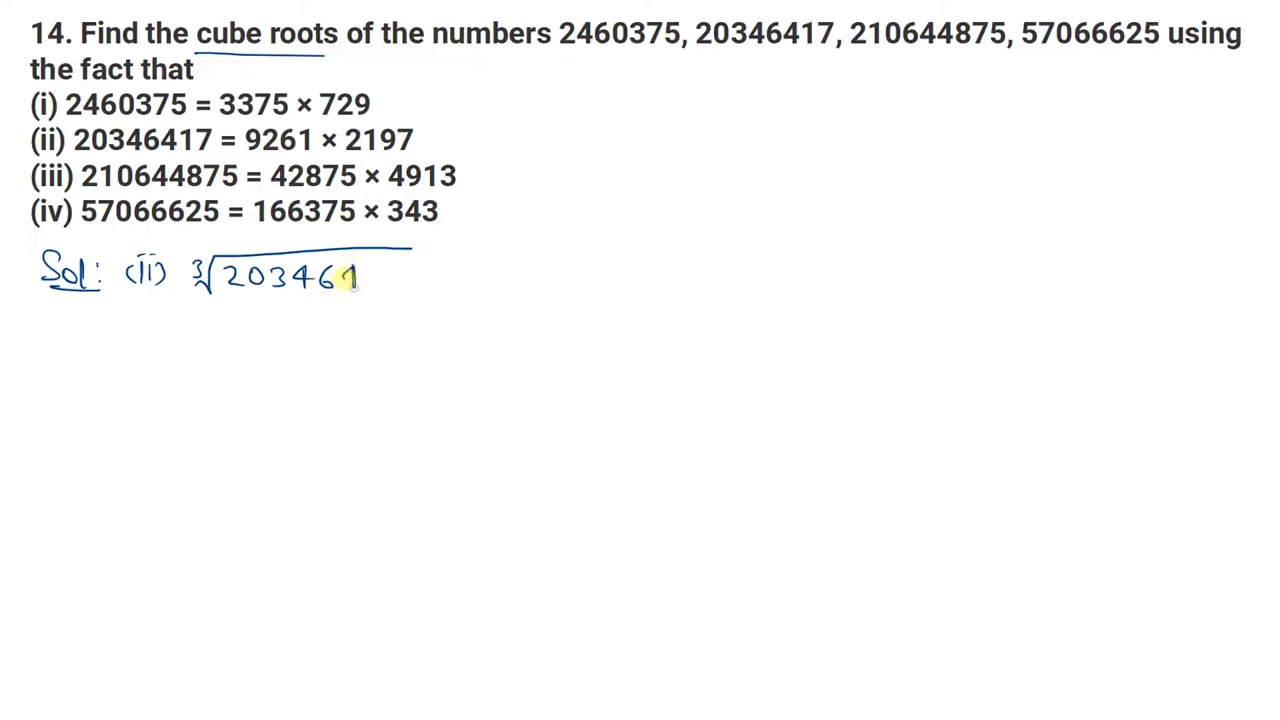 14. Find the cube roots of the numbers 2460375, 20346417, 210644875, 57066625 using
the fact that
(i) 2460375 = 3375 × 729
(ii) 20346417 = 9261 × 2197
(iii) 210644875 = 42875 × 4913
(iv) 57066625 = 166375 × 343
Sol: (ii) ∛203461